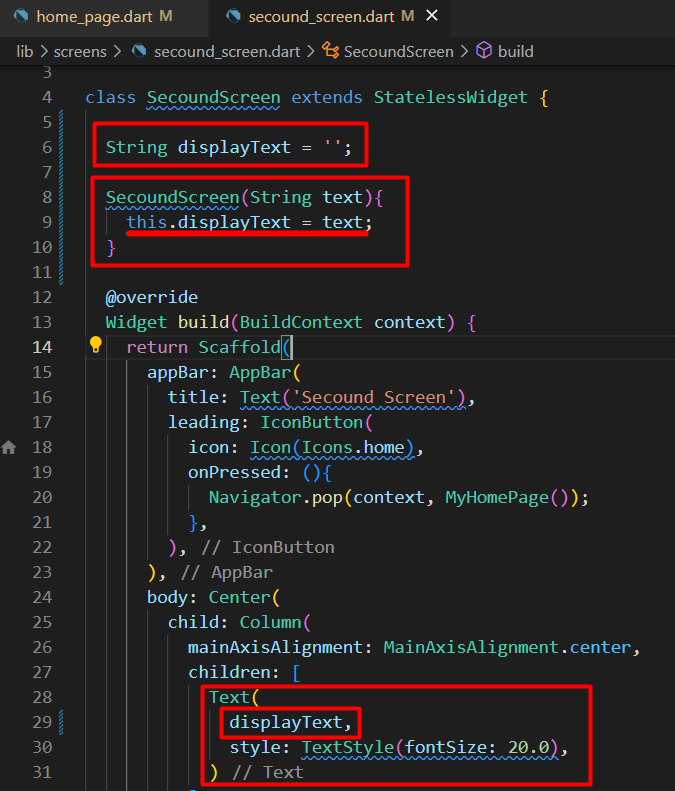 home_page.dart M
secound_screen.dart M
lib > screens > secound_screen.dart > SecoundScreen > build
3
4 class SecoundScreen extends StatelessWidget {
5
6 String displayText = '';
7
8 SecoundScreen(String text){
9 this.displayText = text;
10 }
11
12 @override
13 Widget build(BuildContext context) {
14 return Scaffold(
15 appBar: AppBar(
16 title: Text('Secound Screen'),
17 leading: IconButton(
18 icon: Icon(Icons.home),
19 onPressed: (){
20 Navigator.pop(context, MyHomePage());
21 },
22 ), // IconButton
23 ), // AppBar
24 body: Center(
25 child: Column(
26 mainAxisAlignment: MainAxisAlignment.center,
27 children: [
28 Text(
29 displayText,
30 style: TextStyle(fontSize: 20.0),
31 ) // Text